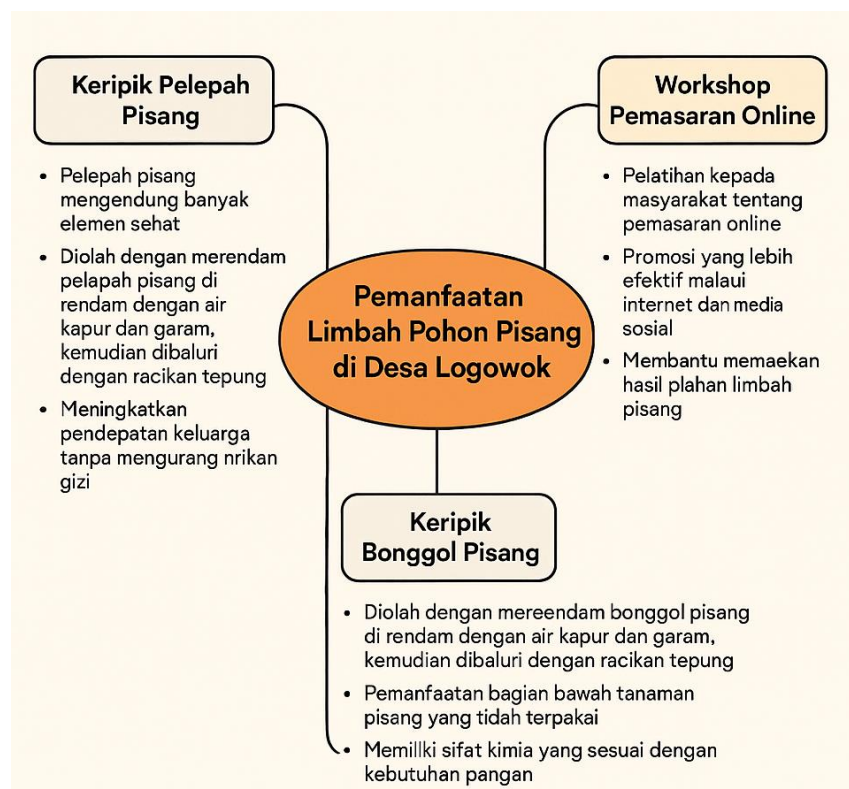 Keripik Pelepah
Pisang
• Pelepah pisang
mengendung banyak
elemen sehat
• Diolah dengan merendam
pelapah pisang di
rendam dengan air
kapur dan garam,
kemudian dibaluri
dengan racikan tepung
• Meningkatkan
pendepatan keluarga
tanpa mengurang nrikan
gizi
Workshop
Pemasaran Online
• Pelatihan kepada
masyarakat tentang
pemasaran online
• Promosi yang lebih
efektif malaui
internet dan media
sosial
• Membantu memaekan
hasil plahan limbah
pisang
Pemanfaatan
Limbah Pohon Pisang
di Desa Logowok
Keripik
Bonggol Pisang
• Diolah dengan mereendam bonggol pisang
di rendam dengan air kapur dan garam,
kemudian dibaluri dengan racikan tepung
• Pemanfaatan bagian bawah tanaman
pisang yang tidak terpakai
• Memillki sifat kimia yang sesuai dengan
kebutuhan pangan